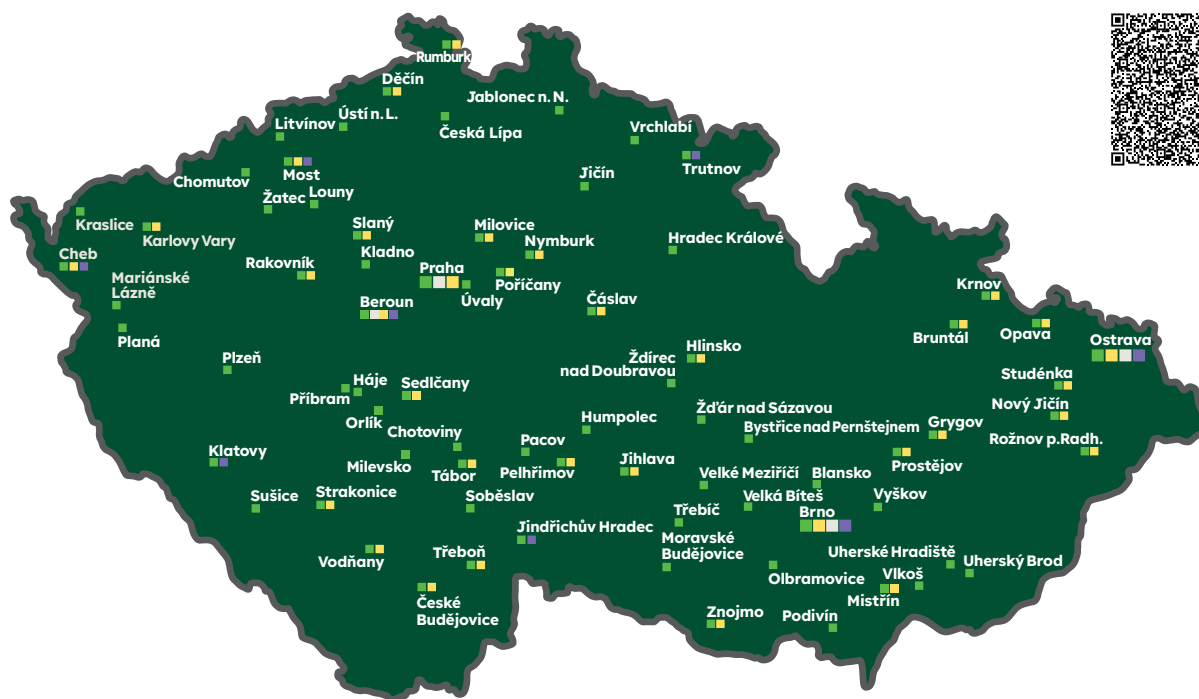 Rumburk
Děčín
Jablonec n. N.
Ústí n. L.
Litvínov
Česká Lípa
Vrchlabí
Most
Trutnov
Chomutov
Jičín
Žatec
Louny
Kraslice
Slaný
Milovice
Karlovy Vary
Nymburk
Hradec Králové
Cheb
Kladno
Rakovník
Praha
Mariánské
Lázně
Poříčany
Krnov
Úvaly
Beroun
Čáslav
Planá
Bruntál
Opava
Ostrava
Hlinsko
Plzeň
Ždírec
nad Doubravou
Studénka
Háje
Sedlčany
Příbram
Nový Jičín
Orlík
Humpolec
Žďár nad Sázavou
Bystřice nad Pernštejnem
Grygov
Chotoviny
Rožnov p.Radh.
Klatovy
Pacov
Milevsko
Jihlava
Prostějov
Tábor
Pelhřimov
Velké Meziříčí
Blansko
Strakonice
Sušice
Soběslav
Velká Bíteš
Vyškov
Třebíč
Brno
Jindřichův Hradec
Moravské
Budějovice
Vodňany
Třeboň
Uherské Hradiště
Uherský Brod
Olbramovice
Vlkoš
České
Budějovice
Mistřín
Znojmo
Podivín